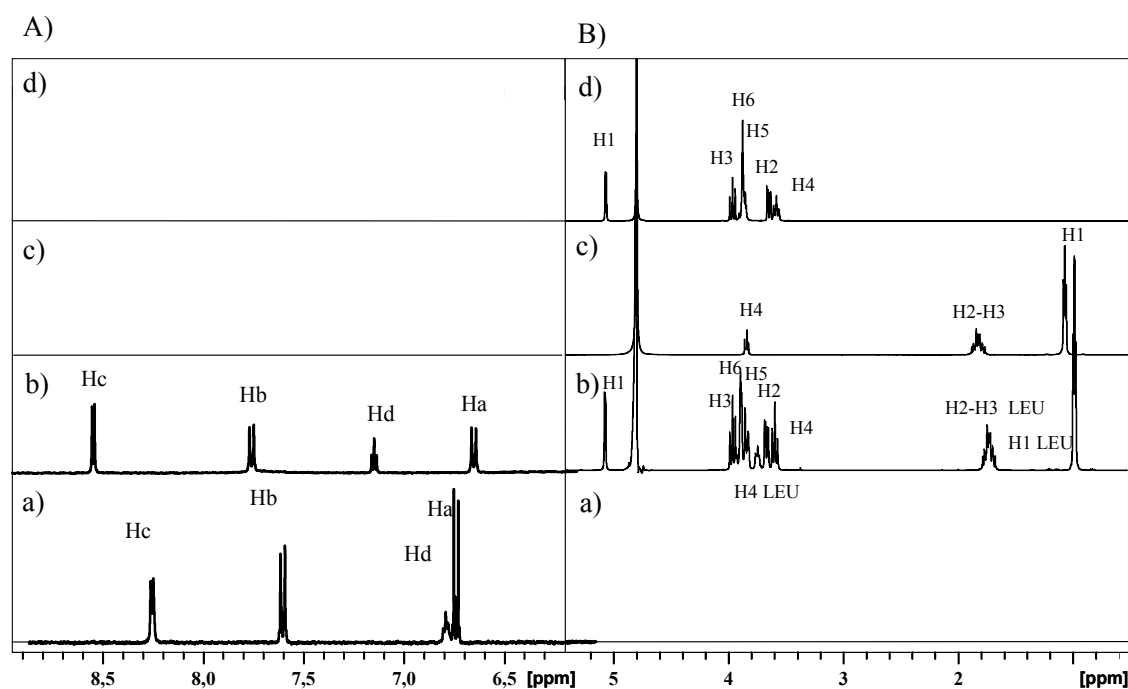 A)
B)
d)
d)
H6
H5
H1
H3
H2
H4
c)
c)
H1
H4
H2-H3
b)
b)
Hc
Hb
Hd
Ha
H1
H6
H5
H3
H2
H4
H2-H3 LEU
H1 LEU
H4 LEU
a)
a)
Hc
Hb
Ha
Hd
8,5 8,0 7,5 7,0 6,5 [ppm]
5 4 3 2 [ppm]